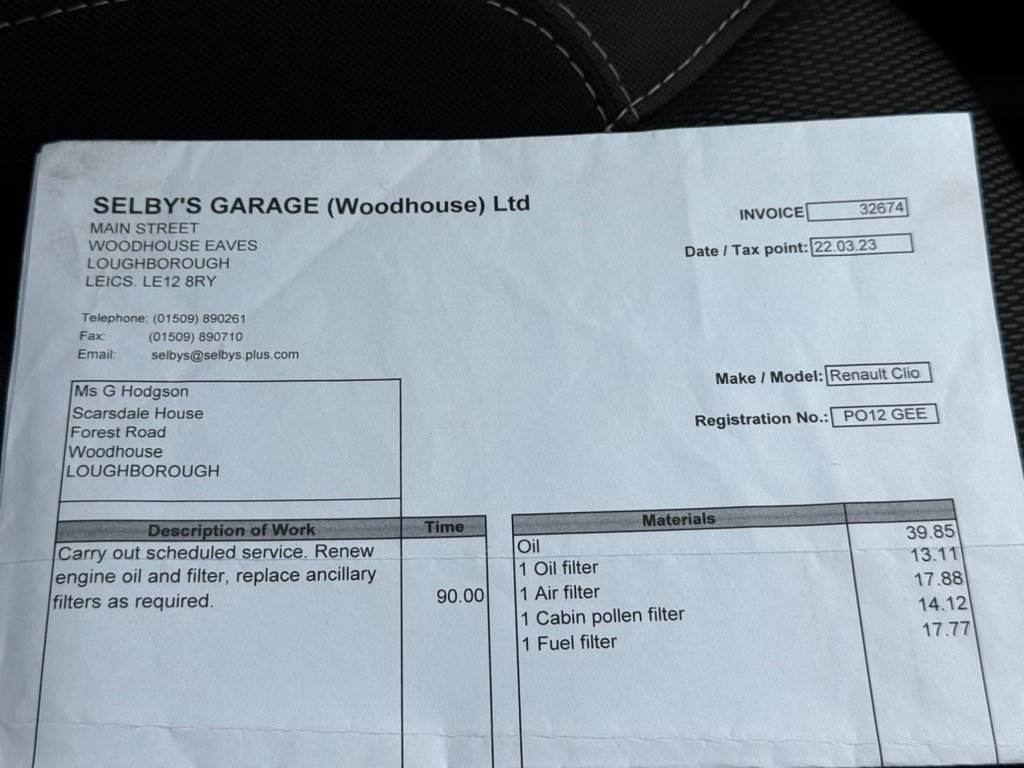 SELBY'S GARAGE (Woodhouse) Ltd
MAIN STREET
WOODHOUSE EAVES
LOUGHBOROUGH
LEICS. LE12 8RY
INVOICE 32674
Date / Tax point: 22.03.23
Telephone: (01509) 890261
Fax: (01509) 890710
Email: selbys@selbys.plus.com
Make / Model: Renault Clio
Registration No.: PO12 GEE
Ms G Hodgson
Scarsdale House
Forest Road
Woodhouse
LOUGHBOROUGH
Description of Work Time
Carry out scheduled service. Renew
engine oil and filter, replace ancillary
filters as required. 90.00
Materials
Oil 39.85
1 Oil filter 13.11
1 Air filter 17.88
1 Cabin pollen filter 14.12
1 Fuel filter 17.77